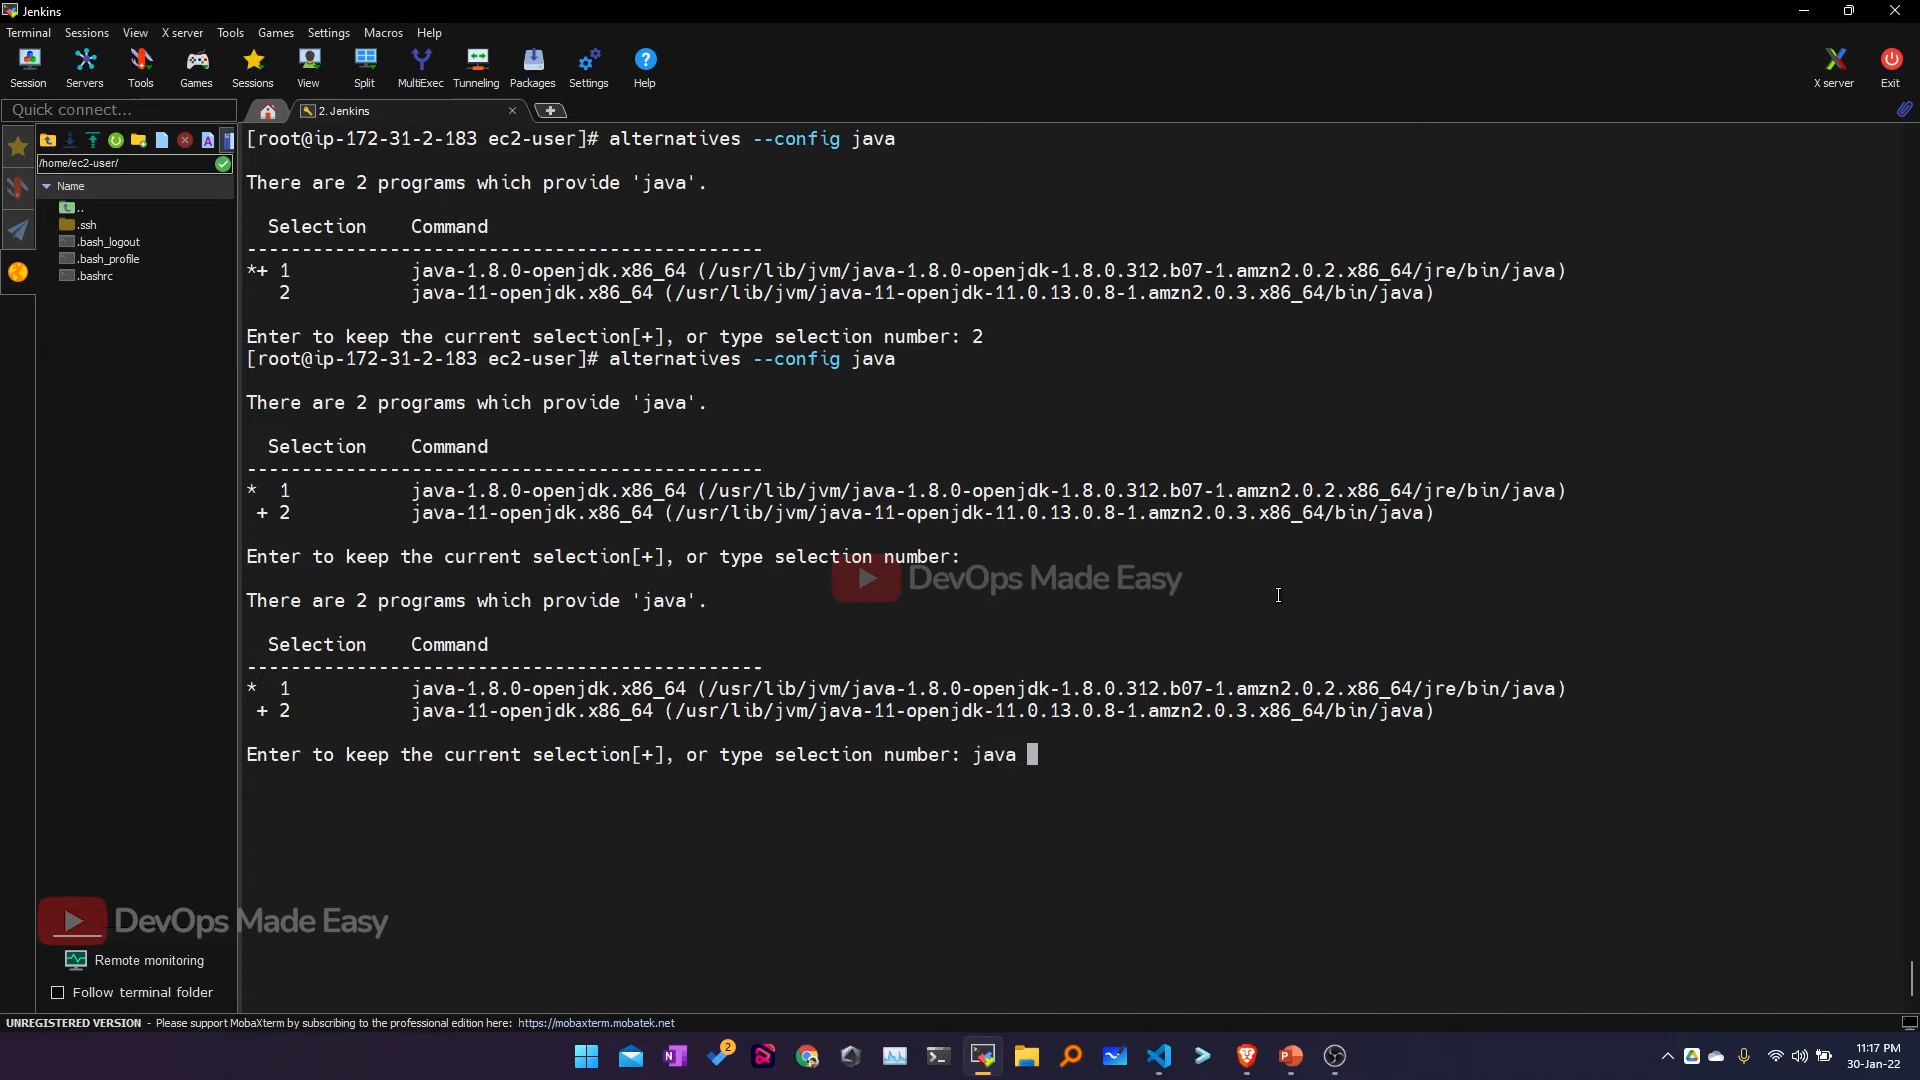 Jenkins
Terminal Sessions View X server Tools Games Settings Macros Help
Session Servers Tools Games Sessions View Split MultiExec Tunneling Packages Settings Help X server Exit
Quick connect...
2. Jenkins
/home/ec2-user/
Name
..
.ssh
.bash_logout
.bash_profile
.bashrc
[root@ip-172-31-2-183 ec2-user]# alternatives --config java
There are 2 programs which provide 'java'.
Selection Command
-----------------------------------------------
*+ 1 java-1.8.0-openjdk.x86_64 (/usr/lib/jvm/java-1.8.0-openjdk-1.8.0.312.b07-1.amzn2.0.2.x86_64/jre/bin/java)
2 java-11-openjdk.x86_64 (/usr/lib/jvm/java-11-openjdk-11.0.13.0.8-1.amzn2.0.3.x86_64/bin/java)
Enter to keep the current selection[+], or type selection number: 2
[root@ip-172-31-2-183 ec2-user]# alternatives --config java
There are 2 programs which provide 'java'.
Selection Command
-----------------------------------------------
* 1 java-1.8.0-openjdk.x86_64 (/usr/lib/jvm/java-1.8.0-openjdk-1.8.0.312.b07-1.amzn2.0.2.x86_64/jre/bin/java)
+ 2 java-11-openjdk.x86_64 (/usr/lib/jvm/java-11-openjdk-11.0.13.0.8-1.amzn2.0.3.x86_64/bin/java)
Enter to keep the current selection[+], or type selection number:
DevOps Made Easy
There are 2 programs which provide 'java'.
Selection Command
-----------------------------------------------
* 1 java-1.8.0-openjdk.x86_64 (/usr/lib/jvm/java-1.8.0-openjdk-1.8.0.312.b07-1.amzn2.0.2.x86_64/jre/bin/java)
+ 2 java-11-openjdk.x86_64 (/usr/lib/jvm/java-11-openjdk-11.0.13.0.8-1.amzn2.0.3.x86_64/bin/java)
Enter to keep the current selection[+], or type selection number: java
DevOps Made Easy
Remote monitoring
Follow terminal folder
UNREGISTERED VERSION - Please support MobaXterm by subscribing to the professional edition here: https://mobaxterm.mobatek.net
2
11:17 PM
30-Jan-22